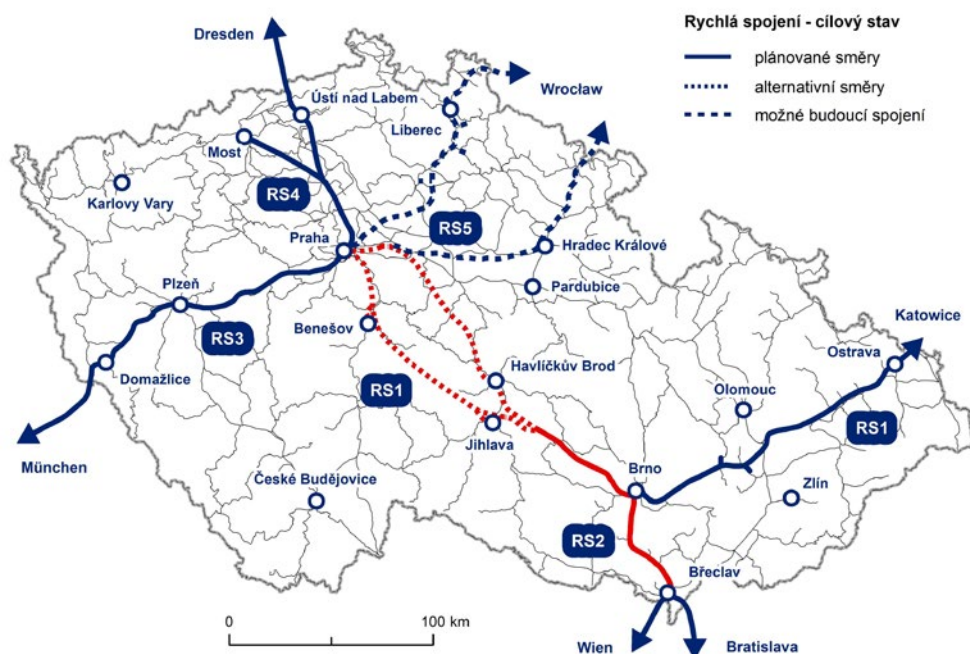 Rychlá spojení - cílový stav
plánované směry
alternativní směry
možné budoucí spojení
Dresden
Ústí nad Labem
Wrocław
Liberec
Most
Karlovy Vary
RS4
RS5
Praha
Hradec Králové
Plzeň
Pardubice
Benešov
RS3
Katowice
Ostrava
Domažlice
Havlíčkův Brod
RS1
Olomouc
RS1
Jihlava
München
Brno
České Budějovice
Zlín
RS2
Břeclav
0
100 km
Wien
Bratislava